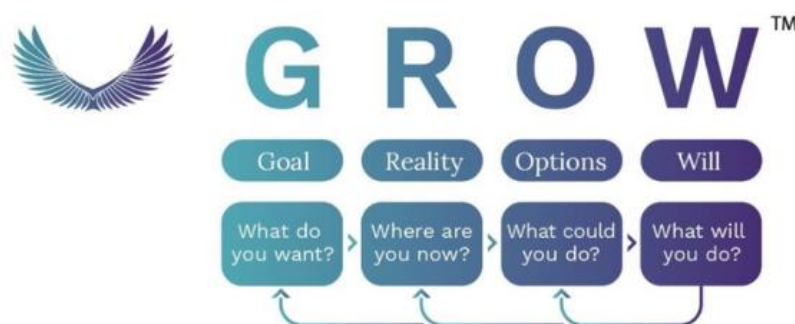 G R O W ™
Goal Reality Options Will
What do Where are What could What will
you want? > you now? > you do? > you do?